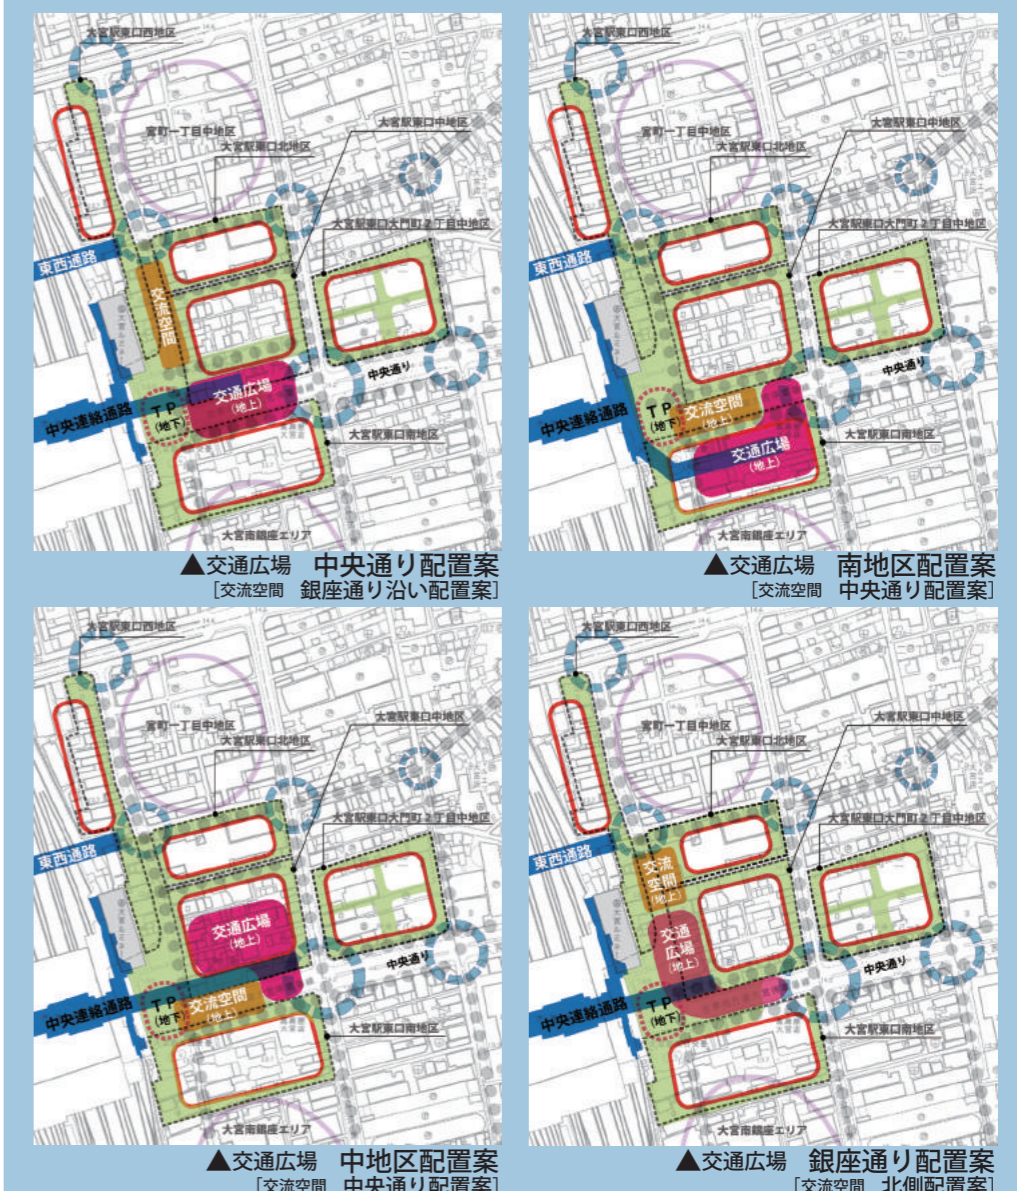 大宮駅東口西地区
宮町一丁目中地区
大宮駅東口中地区
大宮駅東口北地区
大宮駅東口大門町2丁目中地区
東西通路
交流空間
中央通り
交通広場
(地上)
TP
(地下)
中央連絡通路
大宮駅東口南地区
大宮南銀座エリア
▲交通広場 中央通り配置案
[交流空間 銀座通り沿い配置案]
大宮駅東口西地区
宮町一丁目中地区
大宮駅東口中地区
大宮駅東口北地区
大宮駅東口大門町2丁目中地区
東西通路
中央通り
TP
(地下)
交流空間
(地上)
中央連絡通路
大宮駅東口南地区
交通広場
(地上)
大宮南銀座エリア
▲交通広場 南地区配置案
[交流空間 中央通り配置案]
大宮駅東口西地区
宮町一丁目中地区
大宮駅東口中地区
大宮駅東口北地区
大宮駅東口大門町2丁目中地区
東西通路
交通広場
(地上)
中央通り
TP
(地下)
交流空間
(地上)
中央連絡通路
大宮駅東口南地区
大宮南銀座エリア
▲交通広場 中地区配置案
[交流空間 中央通り配置案]
大宮駅東口西地区
宮町一丁目中地区
大宮駅東口中地区
大宮駅東口北地区
大宮駅東口大門町2丁目中地区
東西通路
交流
空間
(地上)
交通
広場
(地上)
中央通り
TP
(地下)
中央連絡通路
大宮駅東口南地区
大宮南銀座エリア
▲交通広場 銀座通り配置案
[交流空間 北側配置案]